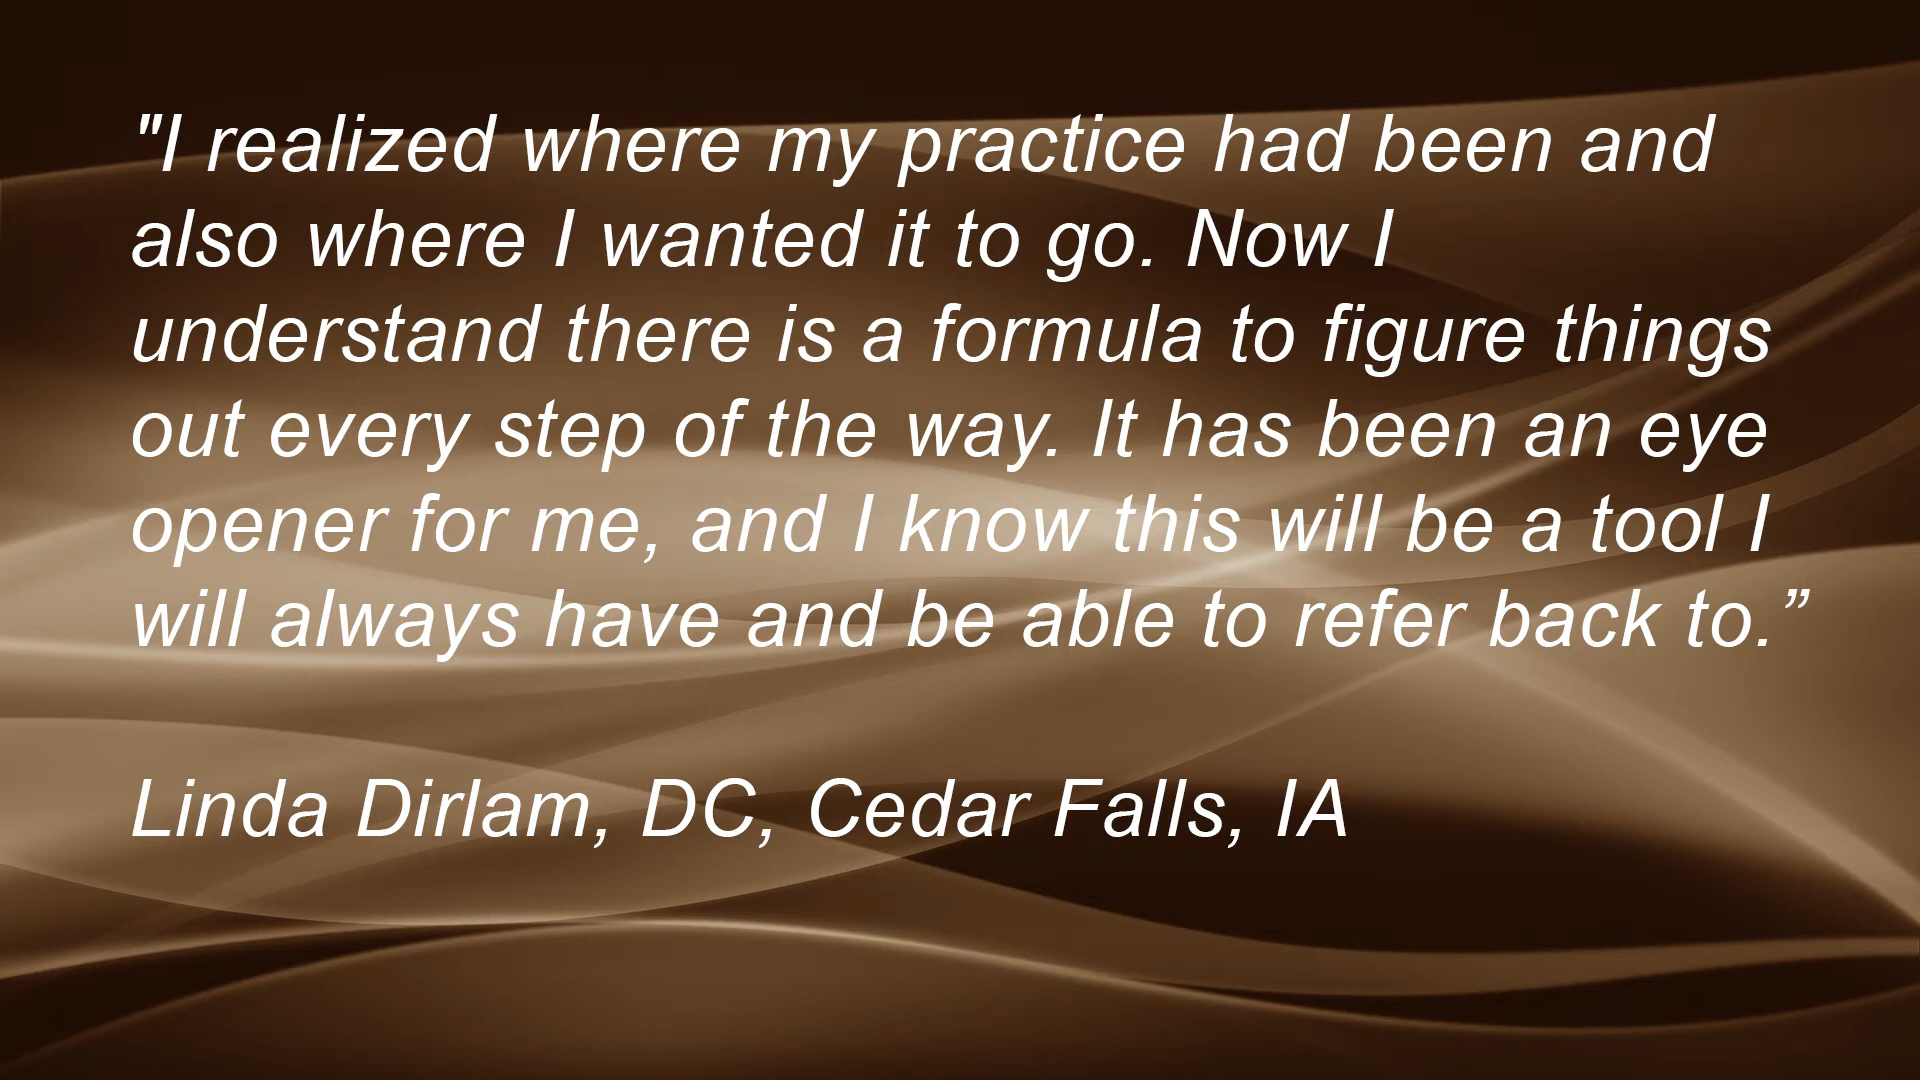 "I realized where my practice had been and
also where I wanted it to go. Now I
understand there is a formula to figure things
out every step of the way. It has been an eye
opener for me, and I know this will be a tool I
will always have and be able to refer back to.”
Linda Dirlam, DC, Cedar Falls, IA